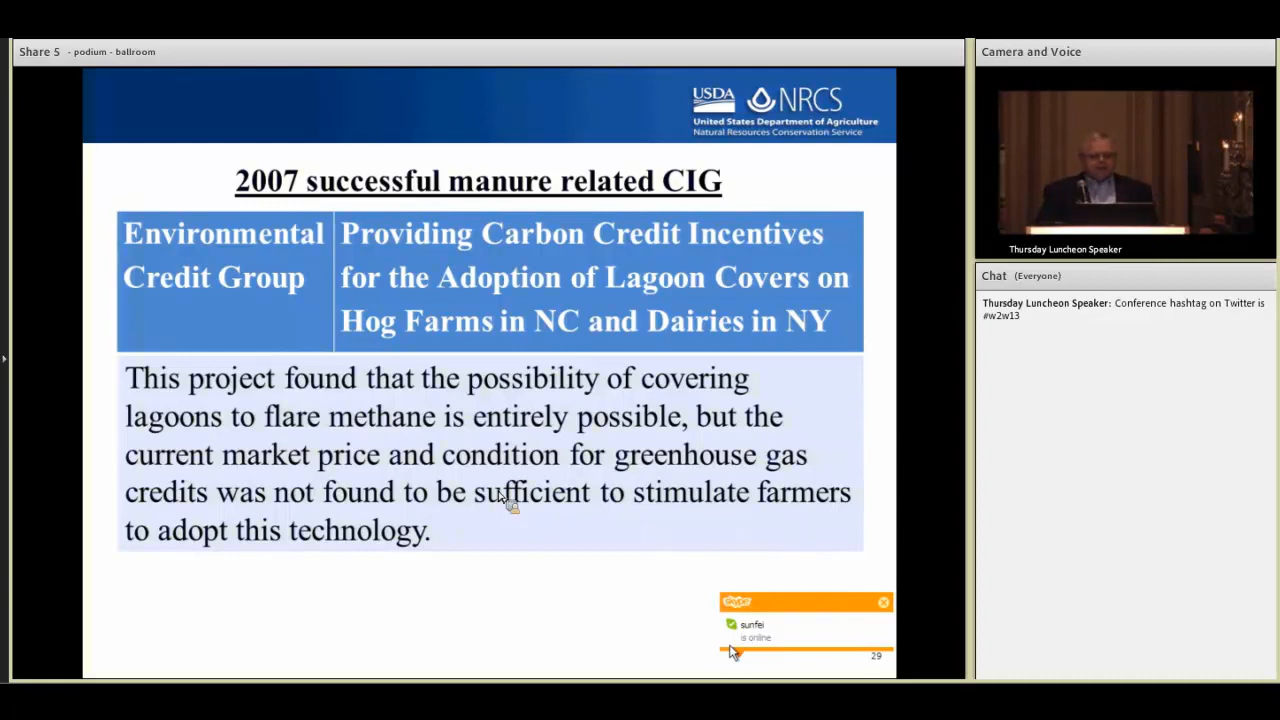 Share 5 - podium - ballroom
Camera and Voice
USDA NRCS
United States Department of Agriculture
Natural Resources Conservation Service
2007 successful manure related CIG
Environmental
Credit Group
Providing Carbon Credit Incentives
for the Adoption of Lagoon Covers on
Hog Farms in NC and Dairies in NY
This project found that the possibility of covering
lagoons to flare methane is entirely possible, but the
current market price and condition for greenhouse gas
credits was not found to be sufficient to stimulate farmers
to adopt this technology.
skype
sunfei
is online
29
Thursday Luncheon Speaker
Chat (Everyone)
Thursday Luncheon Speaker: Conference hashtag on Twitter is
#w2w13